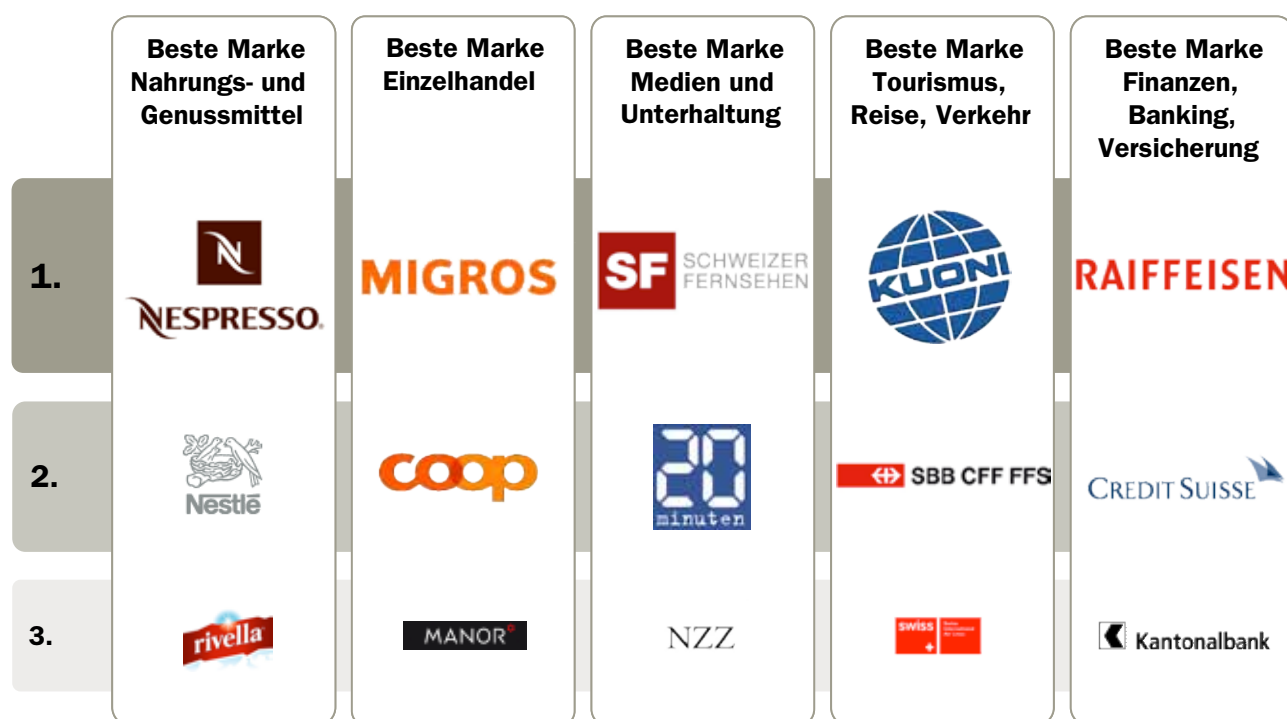 Beste Marke
Nahrungs- und
Genussmittel
Beste Marke
Einzelhandel
Beste Marke
Medien und
Unterhaltung
Beste Marke
Tourismus,
Reise, Verkehr
Beste Marke
Finanzen,
Banking,
Versicherung
1.
N
NESPRESSO.
MIGROS
SF SCHWEIZER
FERNSEHEN
KUONI
RAIFFEISEN
2.
Nestlé
coop
20
minuten
SBB CFF FFS
CREDIT SUISSE
3.
rivella
MANOR
NZZ
swiss
Kantonalbank